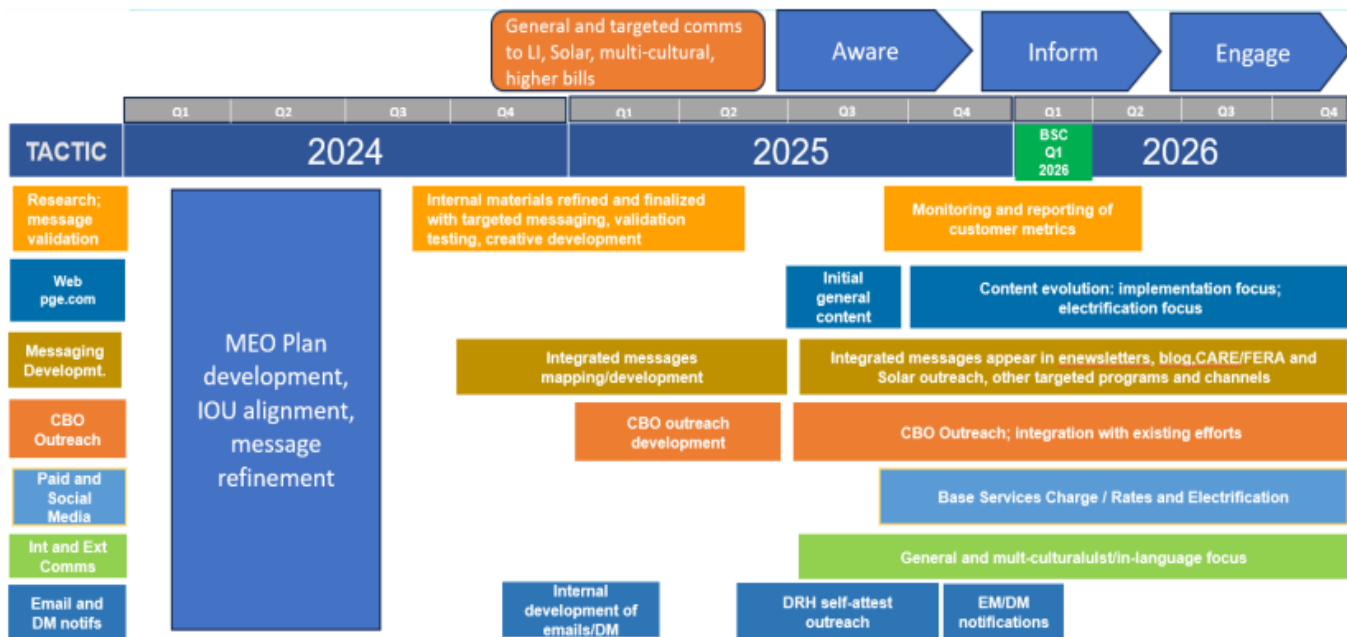 General and targeted comms
to LI, Solar, multi-cultural,
higher bills
Aware
Inform
Engage
Q1
Q2
Q3
Q4
Q1
Q2
Q3
Q4
Q1
Q2
Q3
Q4
TACTIC
2024
2025
BSC
Q1
2026
2026
Research;
message
validation
Internal materials refined and finalized
with targeted messaging, validation
testing, creative development
Monitoring and reporting of
customer metrics
MEO Plan
development,
IOU alignment,
message
refinement
Web
pge.com
Initial
general
content
Content evolution: implementation focus;
electrification focus
Messaging
Developmt.
Integrated messages
mapping/development
Integrated messages appear in enewsletters, blog,CARE/FERA and
Solar outreach, other targeted programs and channels
CBO
Outreach
CBO outreach
development
CBO Outreach; integration with existing efforts
Paid and
Social
Media
Base Services Charge / Rates and Electrification
Int and Ext
Comms
General and mult-culturalulst/in-language focus
Email and
DM notifs
Internal
development of
emails/DM
DRH self-attest
outreach
EM/DM
notifications